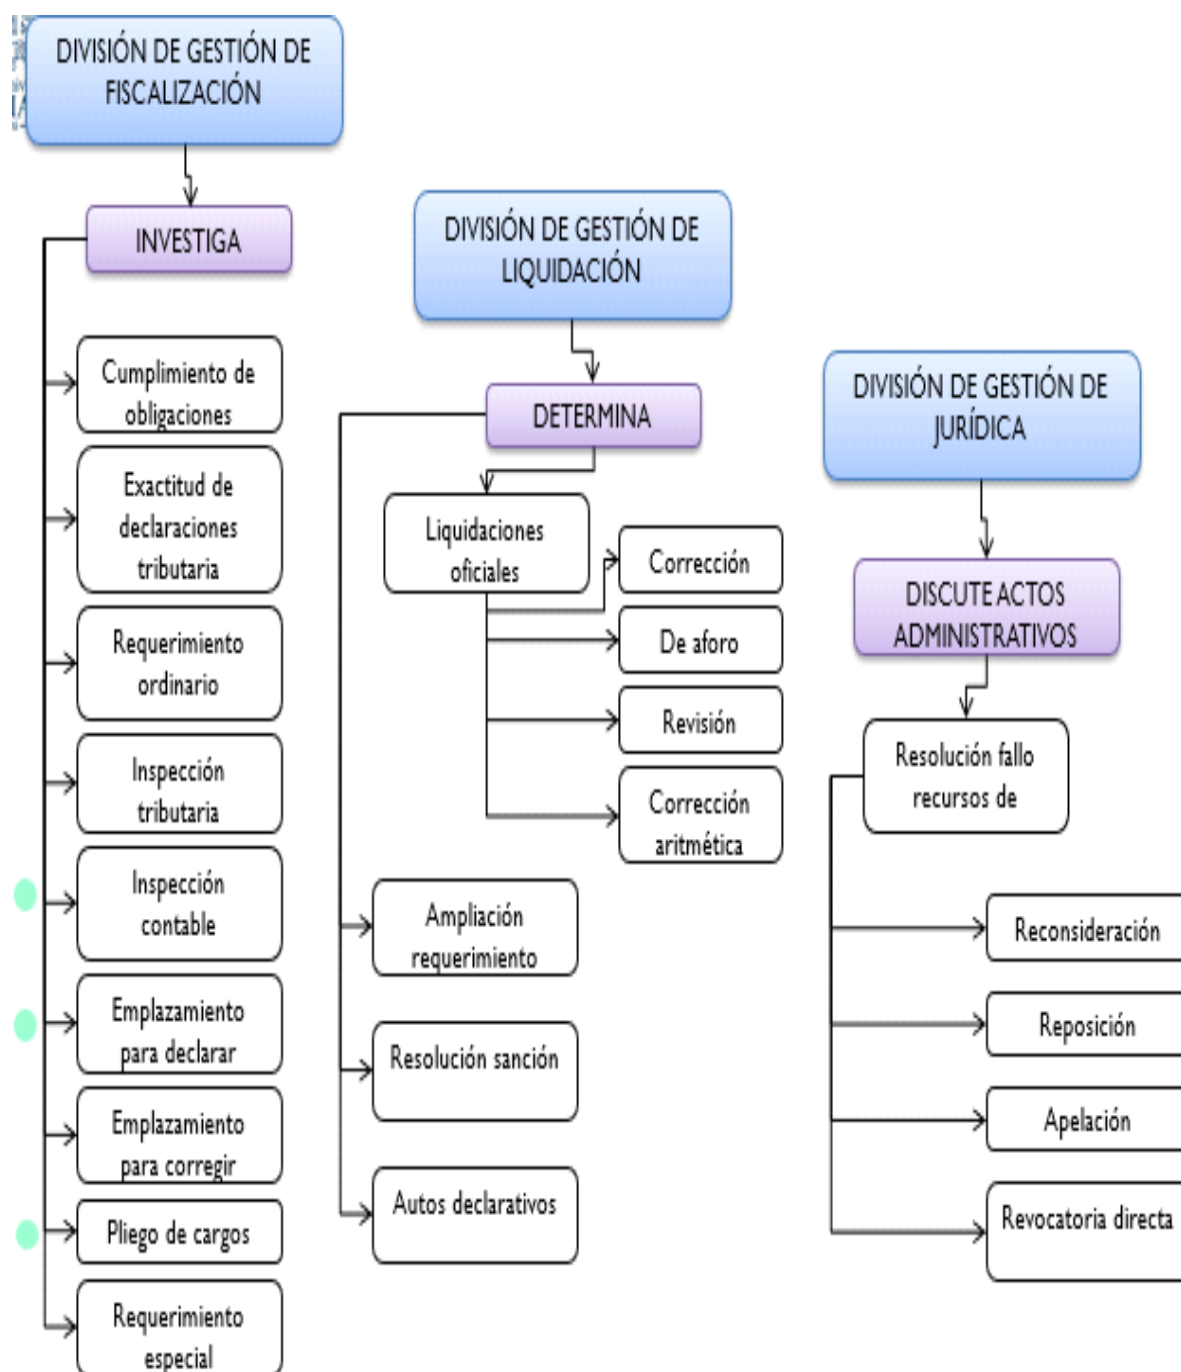 DIVISIÓN DE GESTIÓN DE
FISCALIZACIÓN
INVESTIGA
Cumplimiento de
obligaciones
Exactitud de
declaraciones
tributaria
Requerimiento
ordinario
Inspección
tributaria
Inspección
contable
Emplazamiento
para declarar
Emplazamiento
para corregir
Pliego de cargos
Requerimiento
especial
DIVISIÓN DE GESTIÓN DE
LIQUIDACIÓN
DETERMINA
Liquidaciones
oficiales
Corrección
De aforo
Revisión
Corrección
aritmética
Ampliación
requerimiento
Resolución sanción
Autos declarativos
DIVISIÓN DE GESTIÓN DE
JURÍDICA
DISCUTE ACTOS
ADMINISTRATIVOS
Resolución fallo
recursos de
Reconsideración
Reposición
Apelación
Revocatoria directa